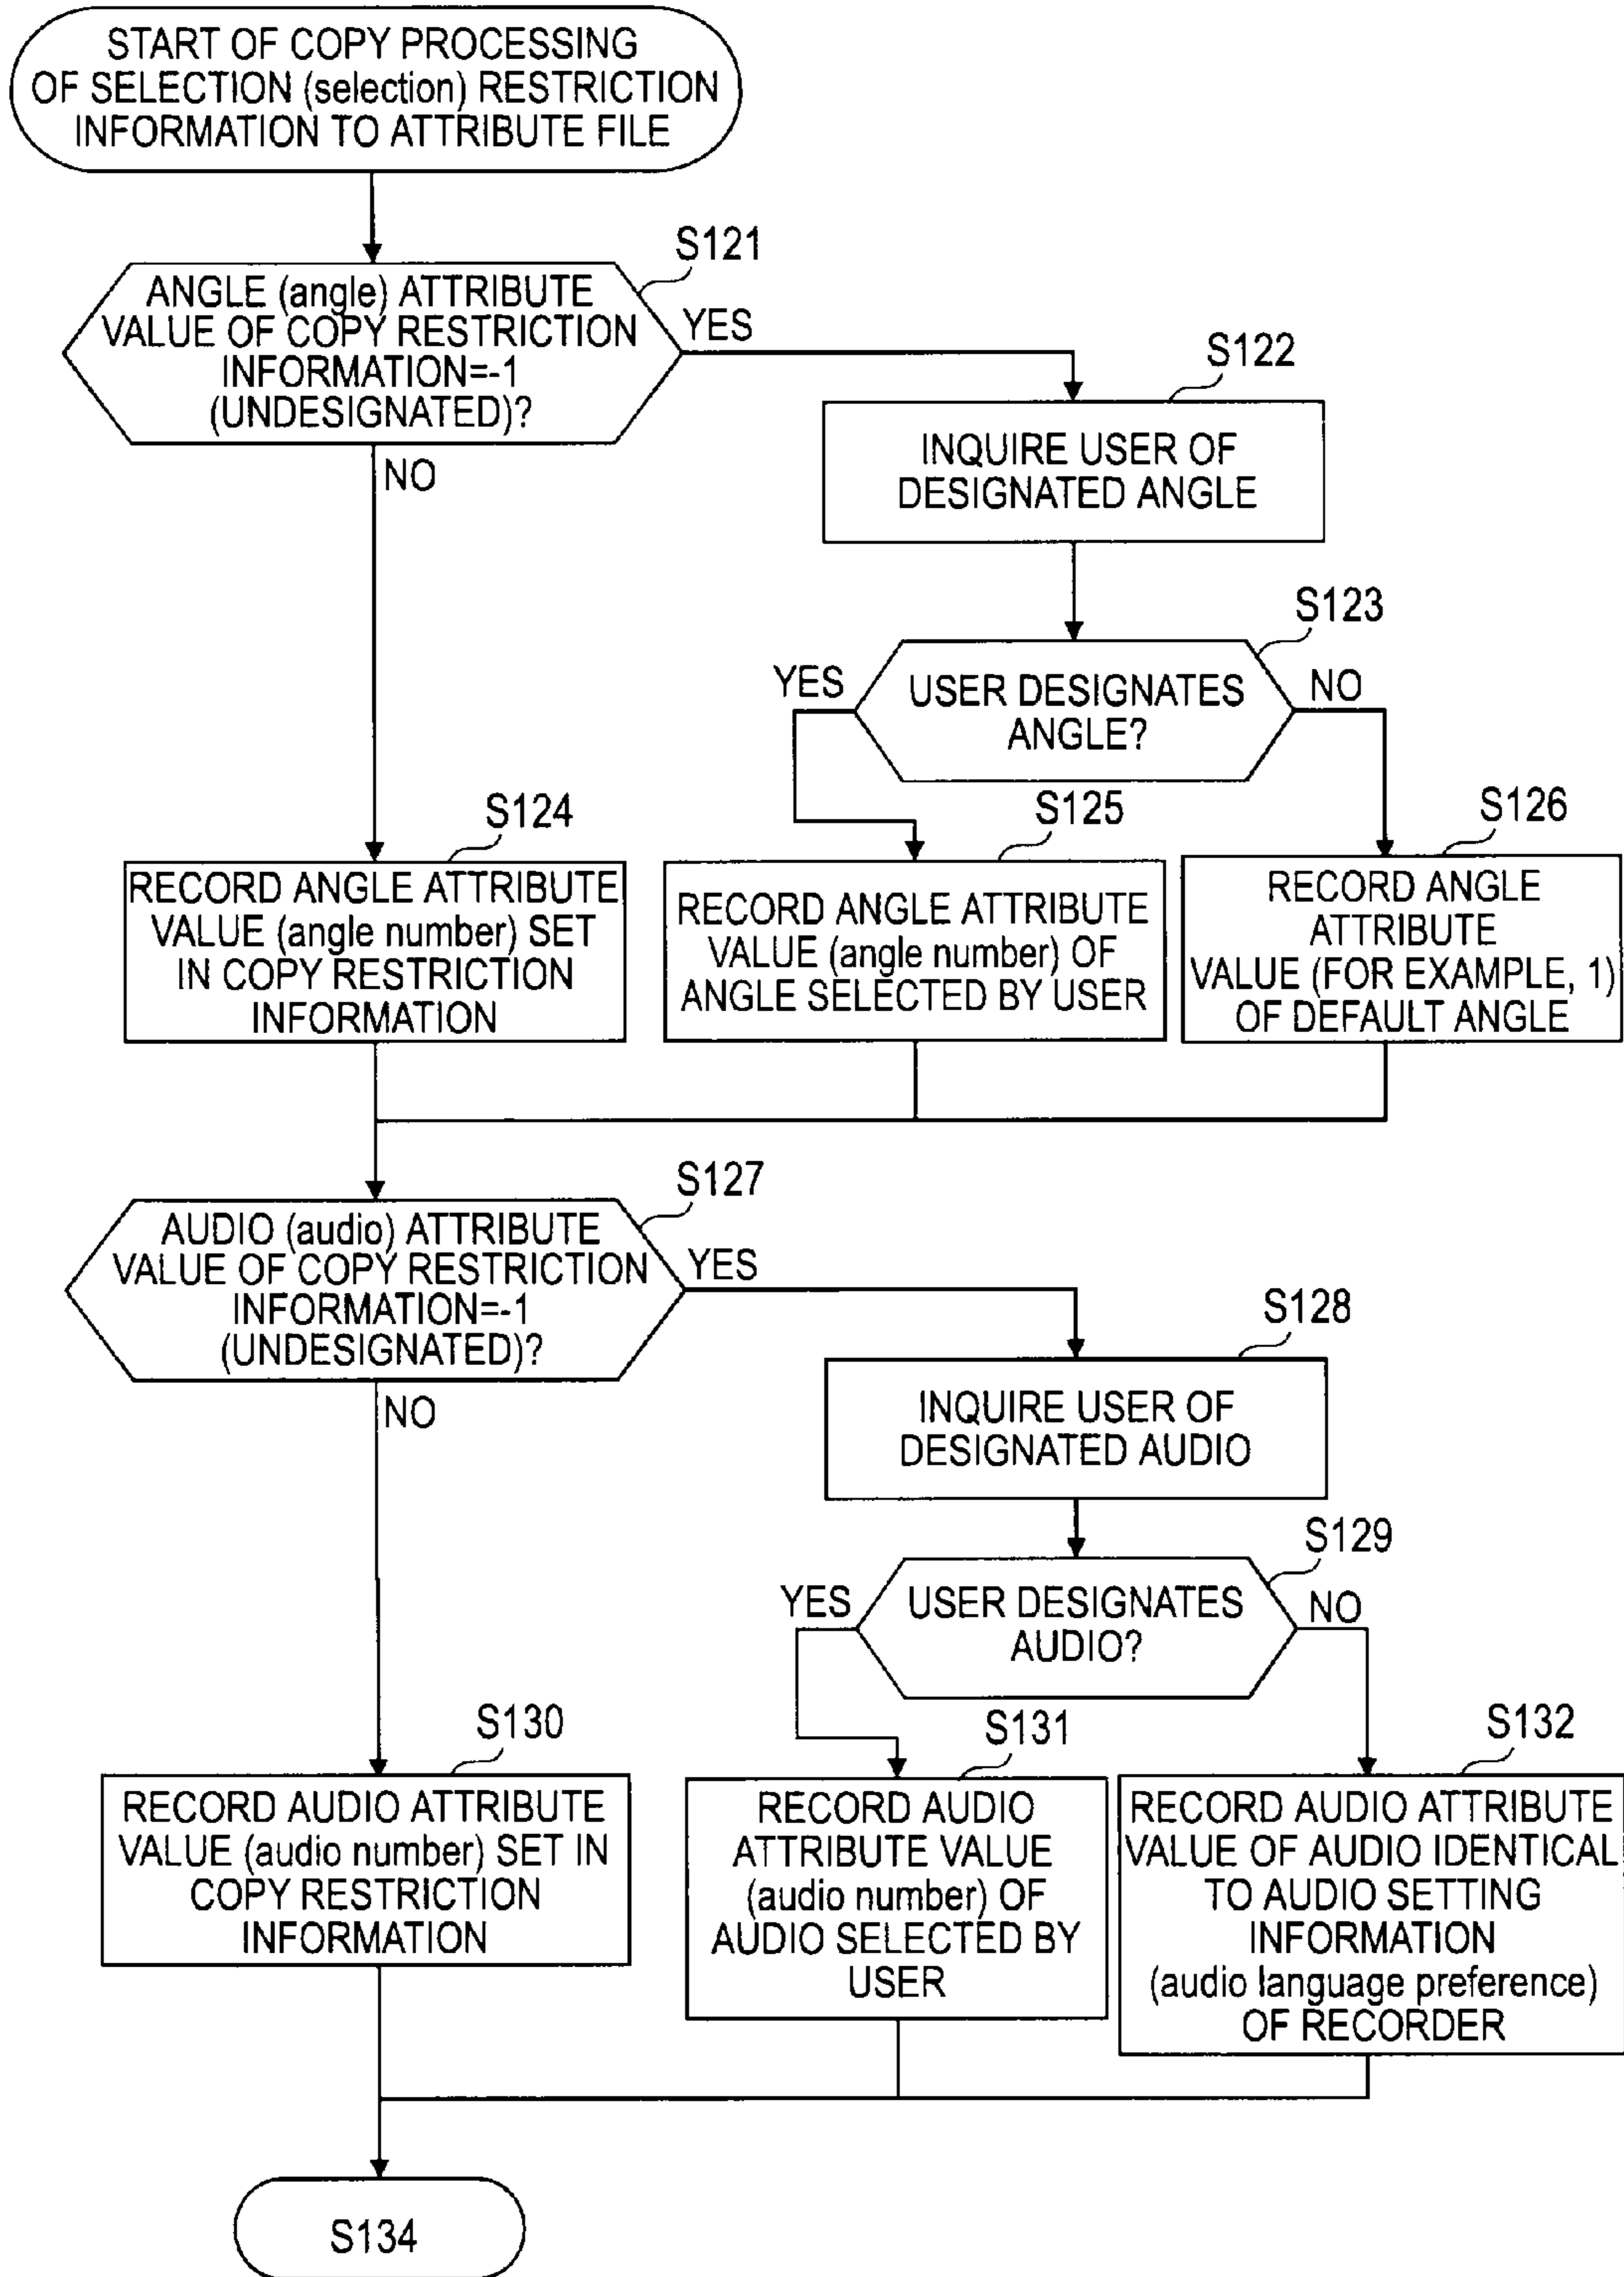 START OF COPY PROCESSING
OF SELECTION (selection) RESTRICTION
INFORMATION TO ATTRIBUTE FILE
S121
ANGLE (angle) ATTRIBUTE
VALUE OF COPY RESTRICTION
INFORMATION=-1
(UNDESIGNATED)?
YES
NO
S122
INQUIRE USER OF
DESIGNATED ANGLE
S123
YES
USER DESIGNATES
ANGLE?
NO
S124
RECORD ANGLE ATTRIBUTE
VALUE (angle number) SET
IN COPY RESTRICTION
INFORMATION
S125
RECORD ANGLE ATTRIBUTE
VALUE (angle number) OF
ANGLE SELECTED BY USER
S126
RECORD ANGLE
ATTRIBUTE
VALUE (FOR EXAMPLE, 1)
OF DEFAULT ANGLE
S127
AUDIO (audio) ATTRIBUTE
VALUE OF COPY RESTRICTION
INFORMATION=-1
(UNDESIGNATED)?
YES
NO
S128
INQUIRE USER OF
DESIGNATED AUDIO
S129
YES
USER DESIGNATES
AUDIO?
NO
S130
RECORD AUDIO ATTRIBUTE
VALUE (audio number) SET IN
COPY RESTRICTION
INFORMATION
S131
RECORD AUDIO
ATTRIBUTE VALUE
(audio number) OF
AUDIO SELECTED BY
USER
S132
RECORD AUDIO ATTRIBUTE
VALUE OF AUDIO IDENTICAL
TO AUDIO SETTING
INFORMATION
(audio language preference)
OF RECORDER
S134